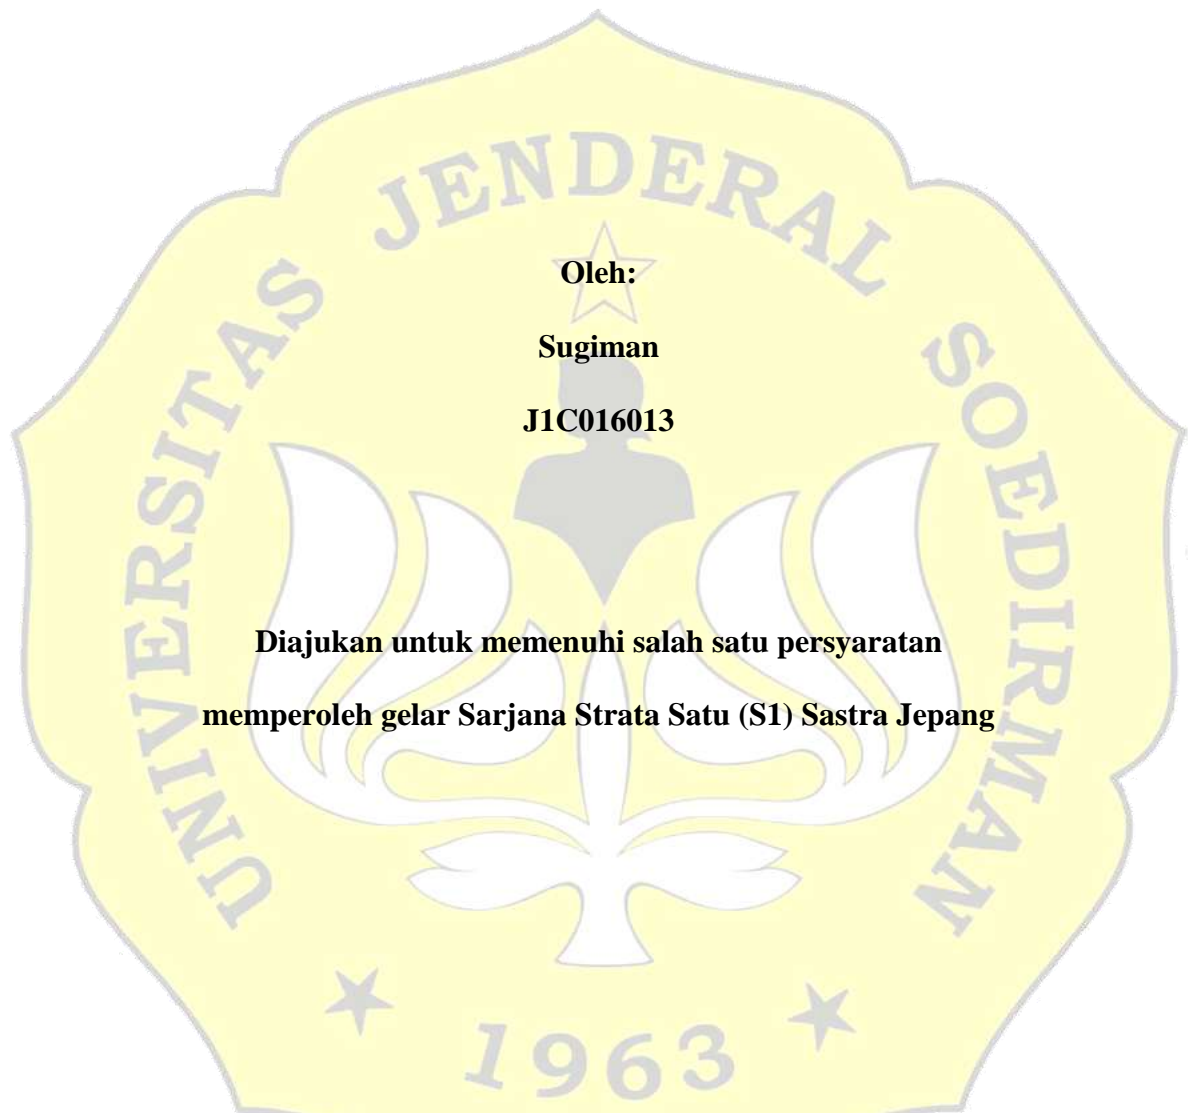 UNIVERSITAS JENDERAL SOEDIRMAN
Oleh:
Sugiman
J1C016013
Diajukan untuk memenuhi salah satu persyaratan
memperoleh gelar Sarjana Strata Satu (S1) Sastra Jepang
1963